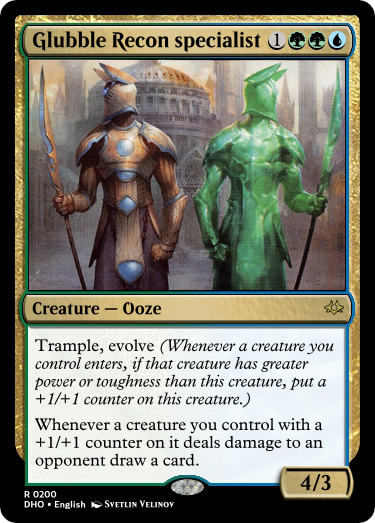 Glubble Recon specialist 1
Creature — Ooze
Trample, evolve (Whenever a creature you
control enters, if that creature has greater
power or toughness than this creature, put a
+1/+1 counter on this creature.)
Whenever a creature you control with a
+1/+1 counter on it deals damage to an
opponent draw a card.
4/3
R 0200
DHO • English Svetlin Velinov